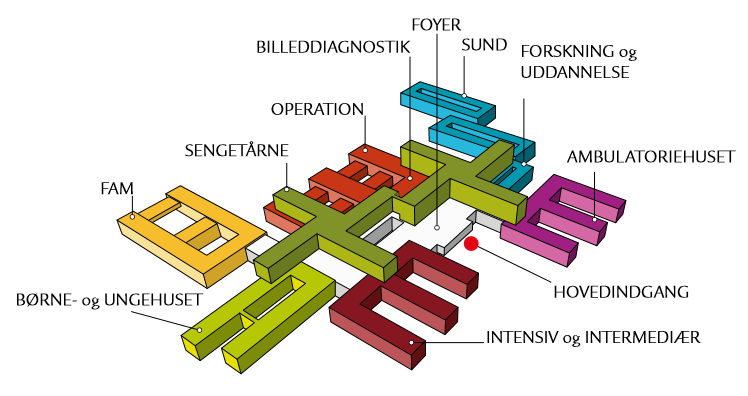 FOYER
BILLEDDIAGNOSTIK
SUND
FORSKNING og
UDDANNELSE
OPERATION
SENGETÅRNE
AMBULATORIEHUSET
FAM
HOVEDINDGANG
BØRNE- og UNGEHUSET
INTENSIV og INTERMEDIÆR